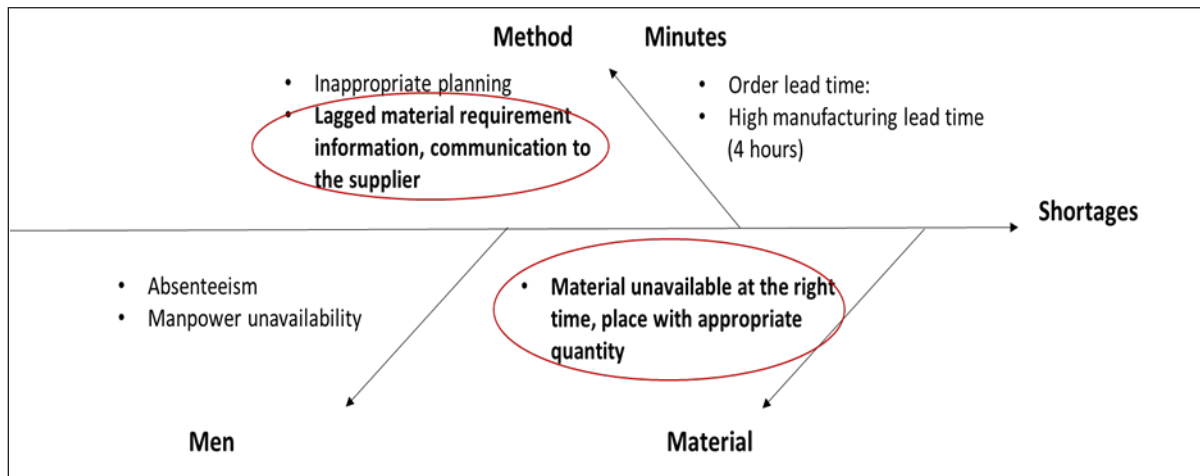 Method
Minutes
• Inappropriate planning
• Lagged material requirement
information, communication to
the supplier
• Order lead time:
• High manufacturing lead time
(4 hours)
Shortages
• Absenteeism
• Manpower unavailability
• Material unavailable at the right
time, place with appropriate
quantity
Men
Material